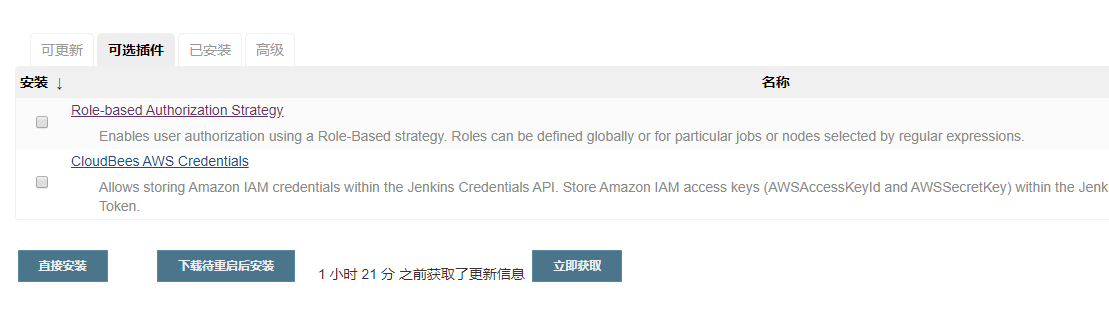 可更新 可选插件 已安装 高级
安装 ↓ 名称
Role-based Authorization Strategy
Enables user authorization using a Role-Based strategy. Roles can be defined globally or for particular jobs or nodes selected by regular expressions.
CloudBees AWS Credentials
Allows storing Amazon IAM credentials within the Jenkins Credentials API. Store Amazon IAM access keys (AWSAccessKeyId and AWSSecretKey) within the Jenk
Token.
直接安装 下载待重启后安装 1 小时 21 分 之前获取了更新信息 立即获取